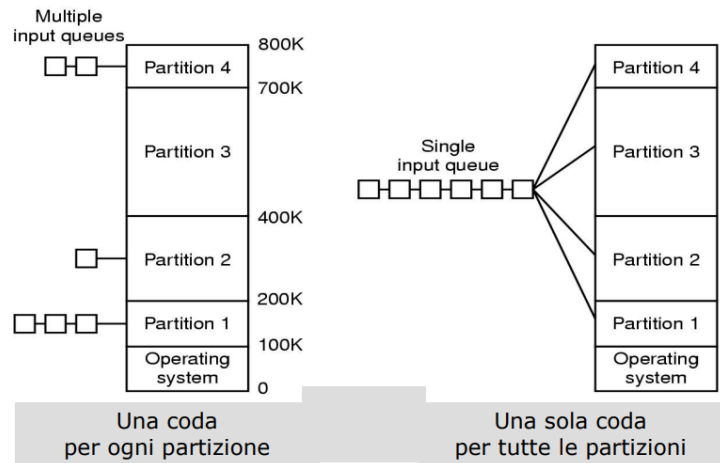 Multiple
input queues
800K
Partition 4
700K
Partition 3
400K
Partition 2
200K
Partition 1
100K
Operating
system
0
Single
input queue
Partition 4
Partition 3
Partition 2
Partition 1
Operating
system
Una coda
per ogni partizione
Una sola coda
per tutte le partizioni